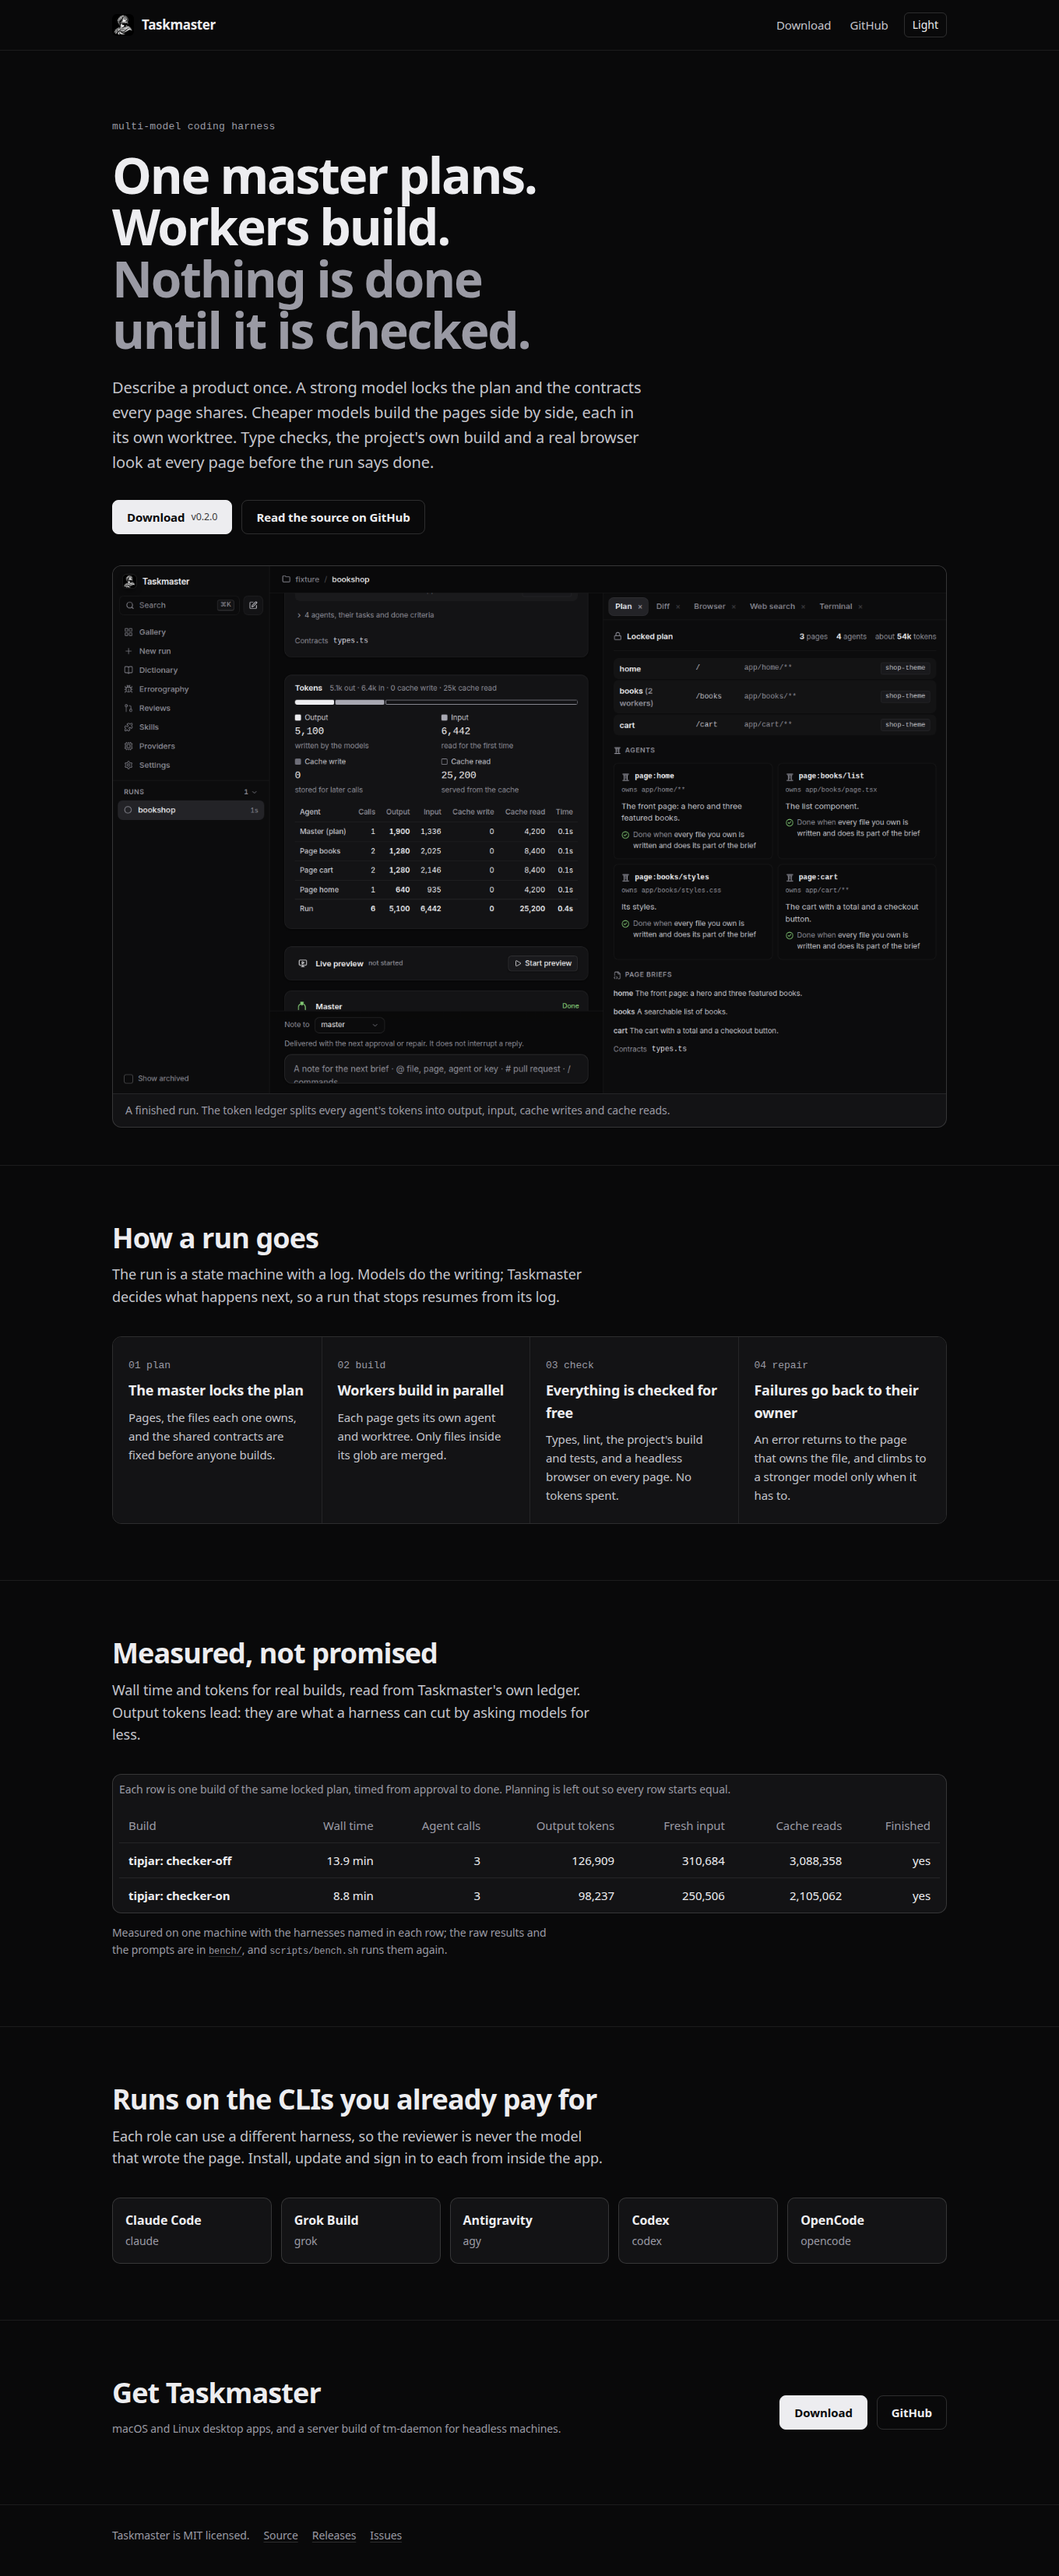 Taskmaster
Download GitHub Light
multi-model coding harness
One master plans.
Workers build.
Nothing is done
until it is checked.
Describe a product once. A strong model locks the plan and the contracts
every page shares. Cheaper models build the pages side by side, each in
its own worktree. Type checks, the project's own build and a real browser
look at every page before the run says done.
Download v0.2.0 Read the source on GitHub
Taskmaster
Search ⌘K
Gallery
New run
Dictionary
Errorography
Reviews
Skills
Providers
Settings
RUNS 1
bookshop 1s
Show archived
fixture / bookshop
4 agents, their tasks and done criteria
Contracts types.ts
Tokens 5.1k out · 6.4k in · 0 cache write · 25k cache read
Output Input
5,100 6,442
written by the models read for the first time
Cache write Cache read
0 25,200
stored for later calls served from the cache
Agent Calls Output Input Cache write Cache read Time
Master (plan) 1 1,900 1,336 0 4,200 0.1s
Page books 2 1,280 2,025 0 8,400 0.1s
Page cart 2 1,280 2,146 0 8,400 0.1s
Page home 1 640 935 0 4,200 0.1s
Run 6 5,100 6,442 0 25,200 0.4s
Live preview not started Start preview
Master Done
Note to master
Delivered with the next approval or repair. It does not interrupt a reply.
A note for the next brief · @ file, page, agent or key · # pull request · /
commands
Plan × Diff × Browser × Web search × Terminal ×
Locked plan 3 pages 4 agents about 54k tokens
home / app/home/** shop-theme
books (2
workers) /books app/books/** shop-theme
cart /cart app/cart/** shop-theme
AGENTS
page:home
owns app/home/**
The front page: a hero and three
featured books.
Done when every file you own is
written and does its part of the brief
page:books/list
owns app/books/page.tsx
The list component.
Done when every file you own is
written and does its part of the brief
page:books/styles
owns app/books/styles.css
Its styles.
Done when every file you own is
written and does its part of the brief
page:cart
owns app/cart/**
The cart with a total and a checkout
button.
Done when every file you own is
written and does its part of the brief
PAGE BRIEFS
home The front page: a hero and three featured books.
books A searchable list of books.
cart The cart with a total and a checkout button.
Contracts types.ts
A finished run. The token ledger splits every agent's tokens into output, input, cache writes and cache reads.
How a run goes
The run is a state machine with a log. Models do the writing; Taskmaster
decides what happens next, so a run that stops resumes from its log.
01 plan
The master locks the plan
Pages, the files each one owns,
and the shared contracts are
fixed before anyone builds.
02 build
Workers build in parallel
Each page gets its own agent
and worktree. Only files inside
its glob are merged.
03 check
Everything is checked for
free
Types, lint, the project's build
and tests, and a headless
browser on every page. No
tokens spent.
04 repair
Failures go back to their
owner
An error returns to the page
that owns the file, and climbs to
a stronger model only when it
has to.
Measured, not promised
Wall time and tokens for real builds, read from Taskmaster's own ledger.
Output tokens lead: they are what a harness can cut by asking models for
less.
Each row is one build of the same locked plan, timed from approval to done. Planning is left out so every row starts equal.
Build Wall time Agent calls Output tokens Fresh input Cache reads Finished
tipjar: checker-off 13.9 min 3 126,909 310,684 3,088,358 yes
tipjar: checker-on 8.8 min 3 98,237 250,506 2,105,062 yes
Measured on one machine with the harnesses named in each row; the raw results and
the prompts are in bench/, and scripts/bench.sh runs them again.
Runs on the CLIs you already pay for
Each role can use a different harness, so the reviewer is never the model
that wrote the page. Install, update and sign in to each from inside the app.
Claude Code
claude
Grok Build
grok
Antigravity
agy
Codex
codex
OpenCode
opencode
Get Taskmaster
macOS and Linux desktop apps, and a server build of tm-daemon for headless machines.
Download GitHub
Taskmaster is MIT licensed. Source Releases Issues